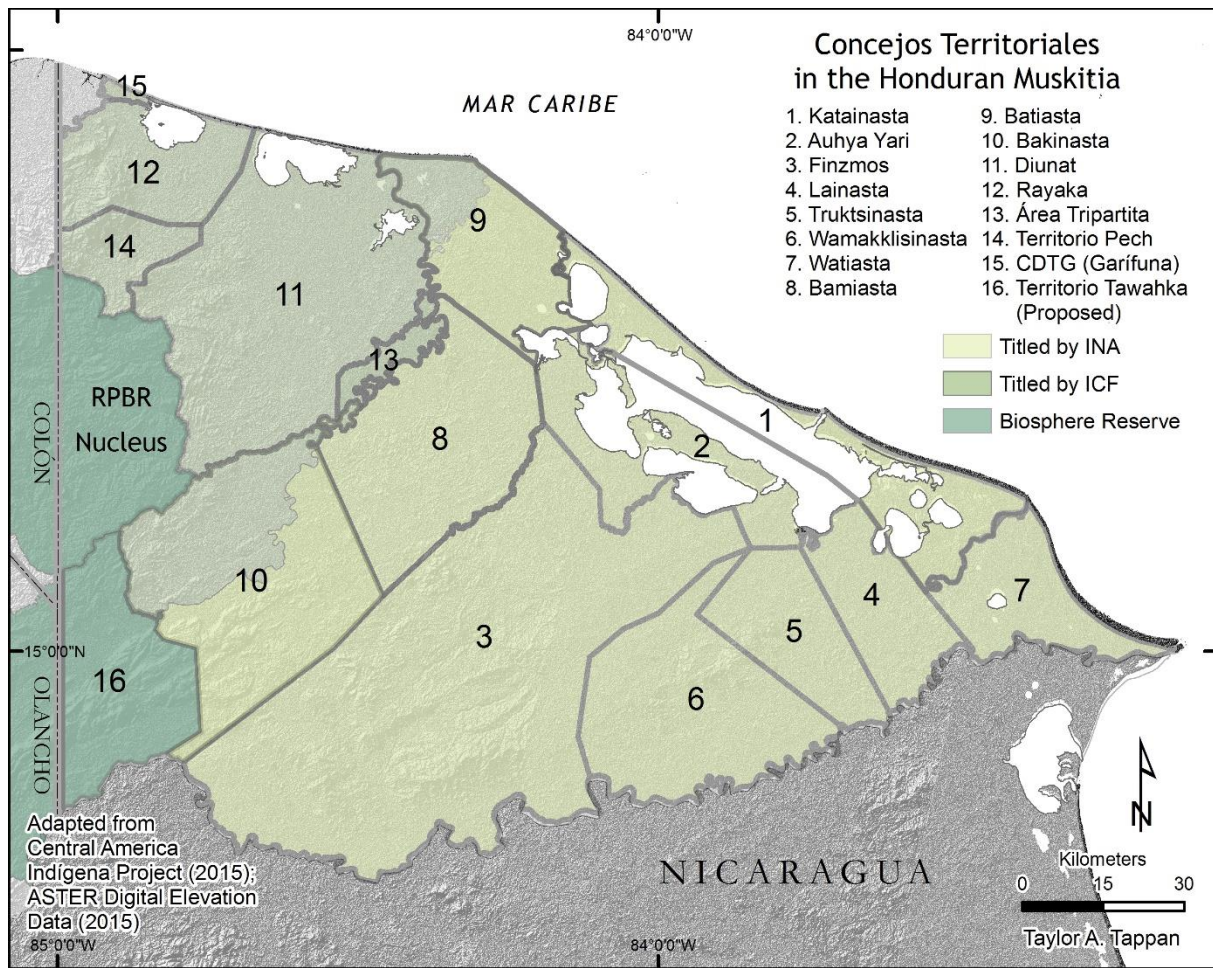 84°0'0"W
Concejos Territoriales
in the Honduran Muskitia
MAR CARIBE
1. Katainasta
2. Auhya Yari
3. Finzmos
4. Lainasta
5. Truktsinasta
6. Wamakklisinasta
7. Watiasta
8. Bamiasta
9. Batiasta
10. Bakinasta
11. Diunat
12. Rayaka
13. Área Tripartita
14. Territorio Pech
15. CDTG (Garífuna)
16. Territorio Tawahka
(Proposed)
Titled by INA
Titled by ICF
Biosphere Reserve
15
12
9
14
11
13
1
RPBR
Nucleus
COLÓN
8
2
10
4
7
3
5
15°0'0"N
16
6
OLANCHO
N
Adapted from
Central America
Indígena Project (2015);
ASTER Digital Elevation
Data (2015)
NICARAGUA
Kilometers
0 15 30
Taylor A. Tappan
85°0'0"W
84°0'0"W